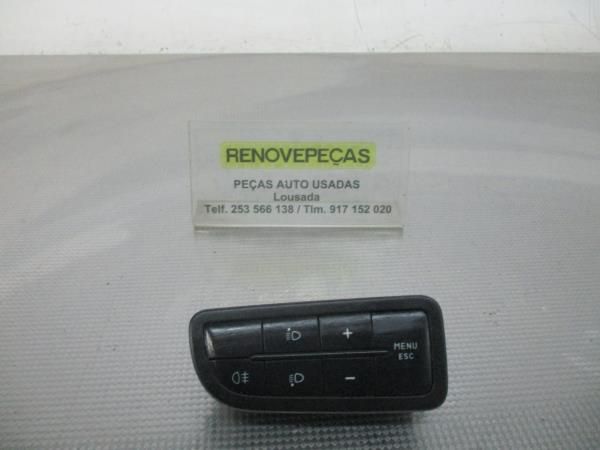 RENOVEPEÇAS
PEÇAS AUTO USADAS
Lousada
Telf. 253 566 138 / Tlm. 917 152 020
+
MENU
ESC
-